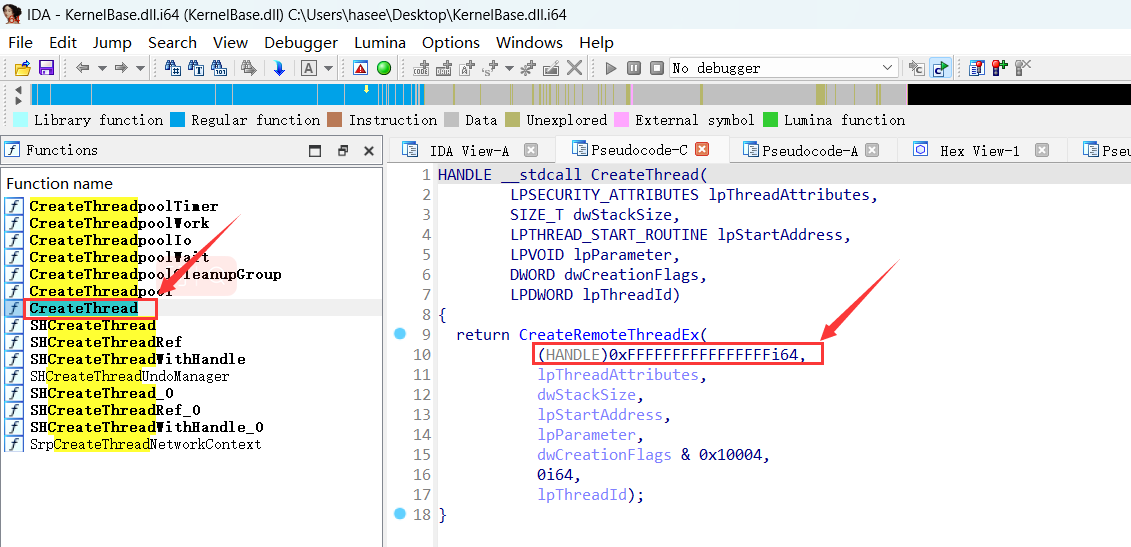 IDA - KernelBase.dll.i64 (KernelBase.dll) C:\Users\hasee\Desktop\KernelBase.dll.i64
File Edit Jump Search View Debugger Lumina Options Windows Help
No debugger
Library function Regular function Instruction Data Unexplored External symbol Lumina function
Functions
IDA View-A Pseudocode-C Pseudocode-A Hex View-1 Pseu
Function name
CreateThreadpoolTimer
CreateThreadpoolWork
CreateThreadpoolIo
CreateThreadpoolWait
CreateThreadpoolCleanupGroup
CreateThreadpool
CreateThread
SHCreateThread
SHCreateThreadRef
SHCreateThreadWithHandle
SHCreateThreadUndoManager
SHCreateThread_0
SHCreateThreadRef_0
SHCreateThreadWithHandle_0
SrpCreateThreadNetworkContext
1 HANDLE __stdcall CreateThread(
2 LPSECURITY_ATTRIBUTES lpThreadAttributes,
3 SIZE_T dwStackSize,
4 LPTHREAD_START_ROUTINE lpStartAddress,
5 LPVOID lpParameter,
6 DWORD dwCreationFlags,
7 LPDWORD lpThreadId)
8 {
9 return CreateRemoteThreadEx(
10 (HANDLE)0xFFFFFFFFFFFFFFFFi64,
11 lpThreadAttributes,
12 dwStackSize,
13 lpStartAddress,
14 lpParameter,
15 dwCreationFlags & 0x10004,
16 0i64,
17 lpThreadId);
18 }